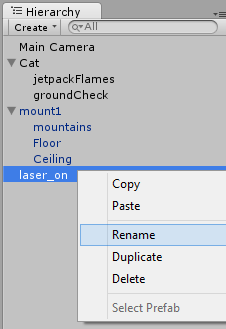 Hierarchy
Create All
Main Camera
Cat
jetpackFlames
groundCheck
mount1
mountains
Floor
Ceiling
laser_on
Copy
Paste
Rename
Duplicate
Delete
Select Prefab